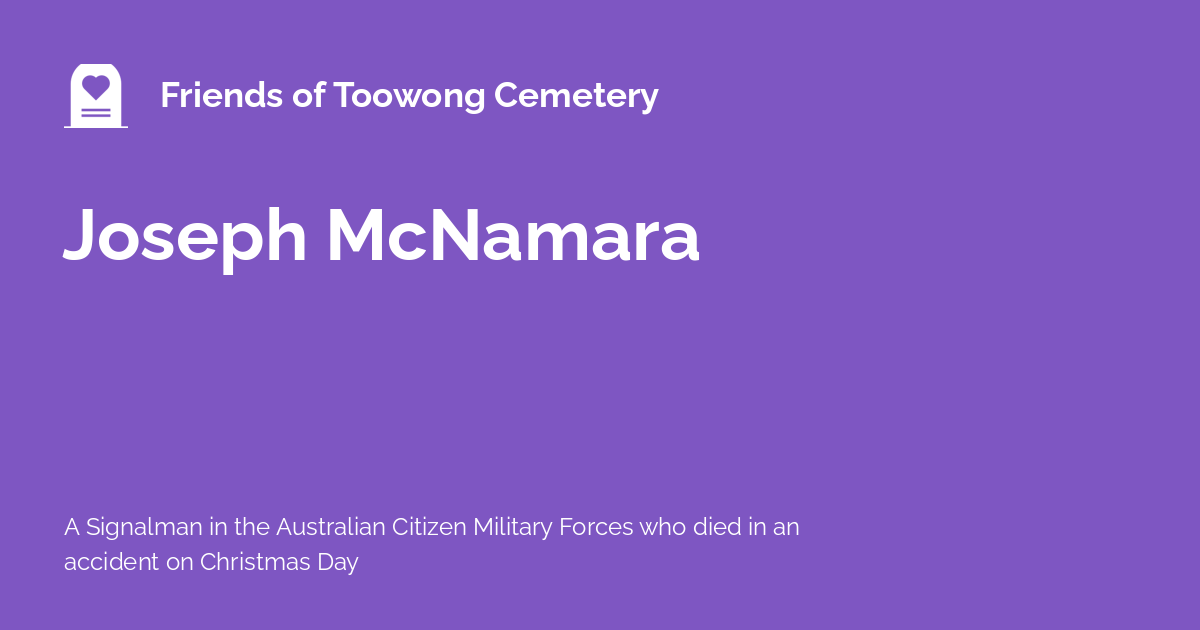 Friends of Toowong Cemetery
Joseph McNamara
A Signalman in the Australian Citizen Military Forces who died in an
accident on Christmas Day